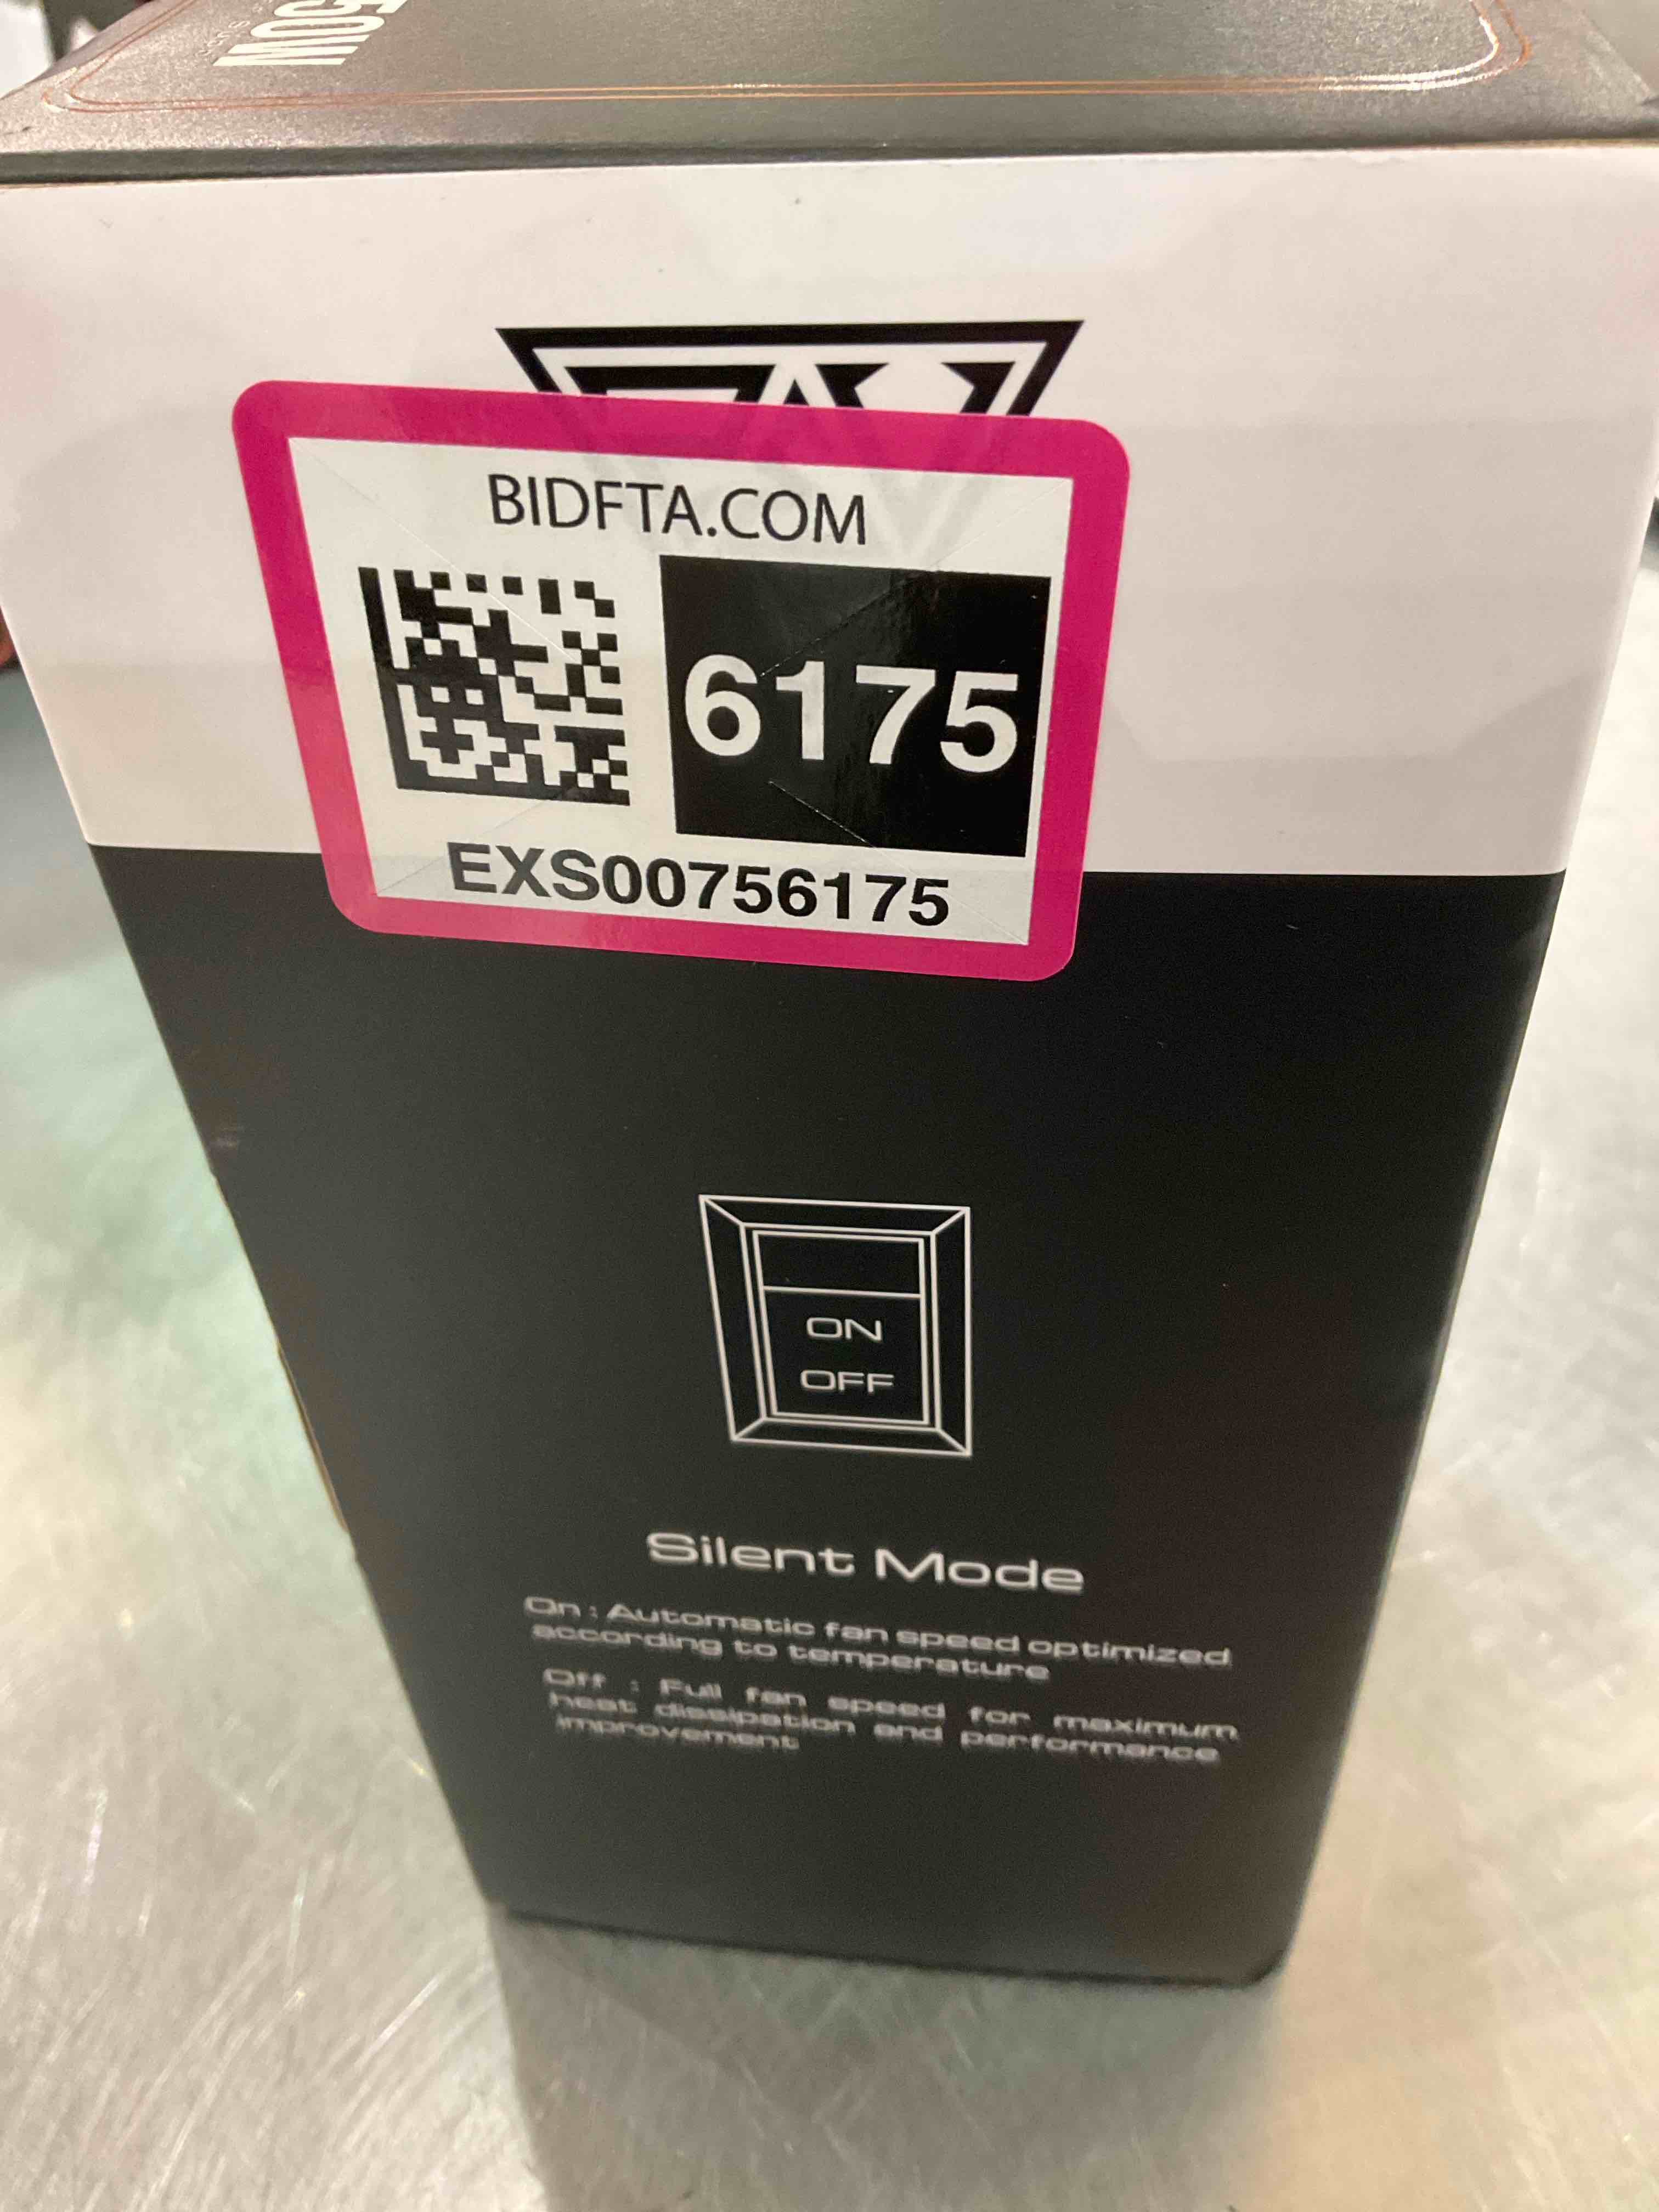 BIDFTA.COM
6175
EXS00756175
ON
OFF
Silent Mode
On : Automatic fan speed optimized
according to temperature
Off : Full fan speed for maximum
heat dissipation and performance
improvement